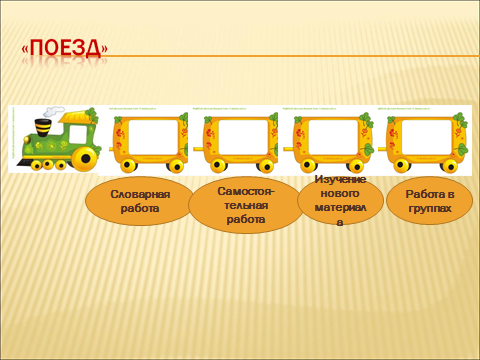 «ПОЕЗД»
Словарная
работа
Самостоя-
тельная
работа
Изучение
нового
материал
а
Работа в
группах